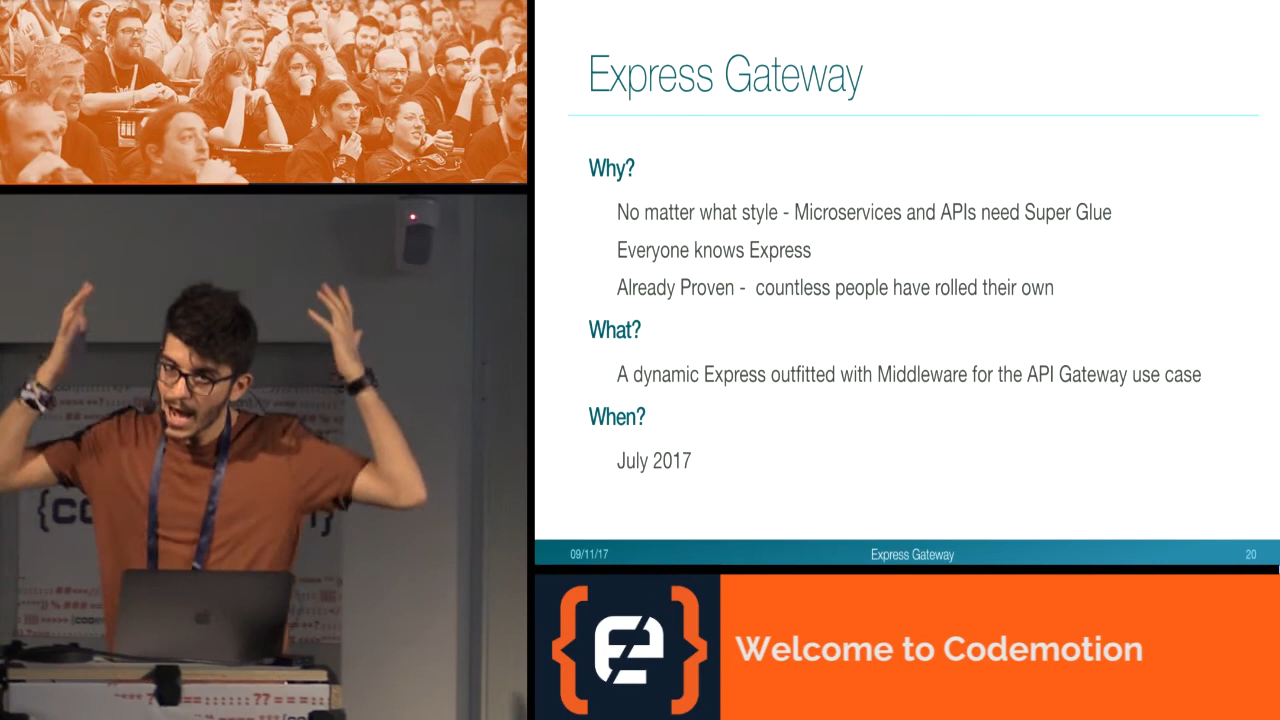 Express Gateway
Why?
No matter what style - Microservices and APIs need Super Glue
Everyone knows Express
Already Proven - countless people have rolled their own
What?
A dynamic Express outfitted with Middleware for the API Gateway use case
When?
July 2017
09/11/17
Express Gateway
20
Welcome to Codemotion